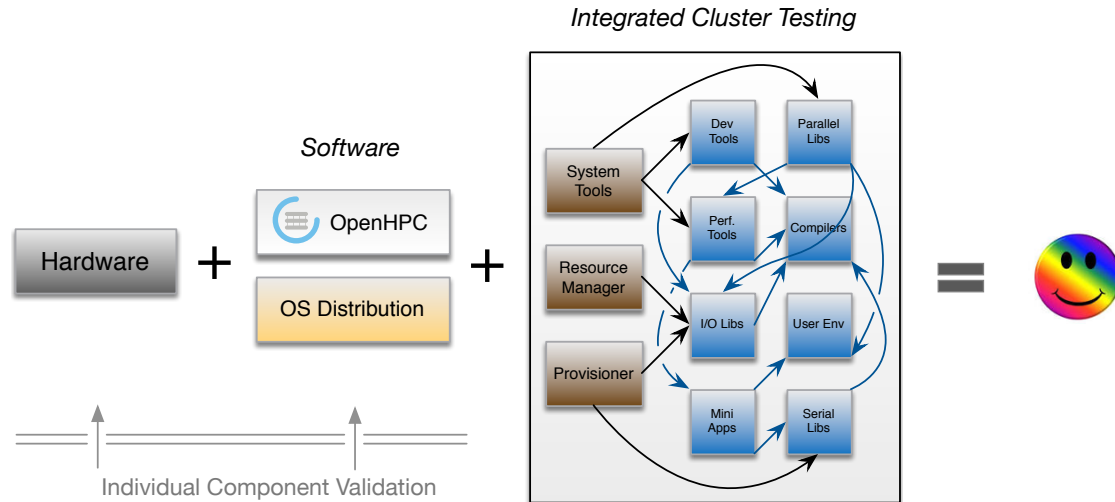 Integrated Cluster Testing
Software
Hardware
+
OpenHPC
OS Distribution
+
System
Tools
Resource
Manager
Provisioner
Dev
Tools
Parallel
Libs
Perf.
Tools
Compilers
I/O Libs
User Env
Mini
Apps
Serial
Libs
=
Individual Component Validation